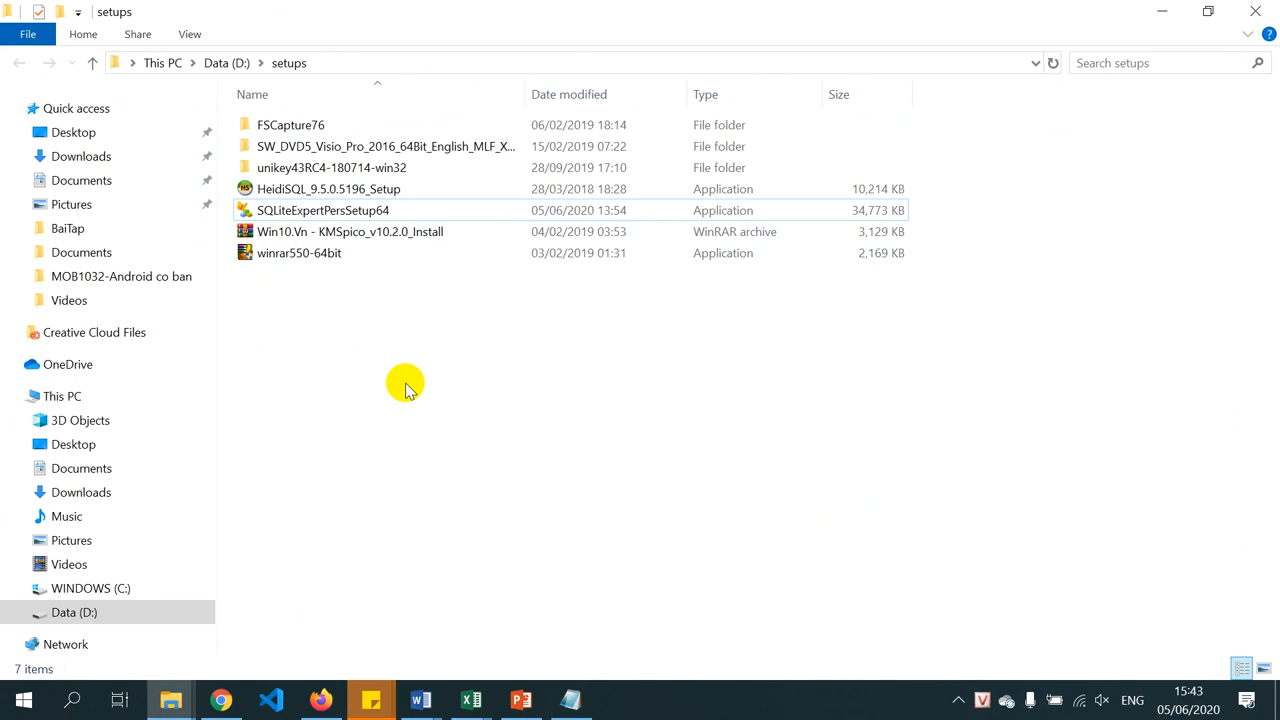 setups
File Home Share View
This PC Data (D:) setups Search setups
Name Date modified Type Size
FSCapture76 06/02/2019 18:14 File folder
SW_DVD5_Visio_Pro_2016_64Bit_English_MLF_X... 15/02/2019 07:22 File folder
unikey43RC4-180714-win32 28/09/2019 17:10 File folder
HeidiSQL_9.5.0.5196_Setup 28/03/2018 18:28 Application 10,214 KB
SQLiteExpertPersSetup64 05/06/2020 13:54 Application 34,773 KB
Win10.Vn - KMSpico_v10.2.0_Install 04/02/2019 03:53 WinRAR archive 3,129 KB
winrar550-64bit 03/02/2019 01:31 Application 2,169 KB
Quick access
Desktop
Downloads
Documents
Pictures
BaiTap
Documents
MOB1032-Android co ban
Videos
Creative Cloud Files
OneDrive
This PC
3D Objects
Desktop
Documents
Downloads
Music
Pictures
Videos
WINDOWS (C:)
Data (D:)
Network
7 items
ENG
15:43
05/06/2020